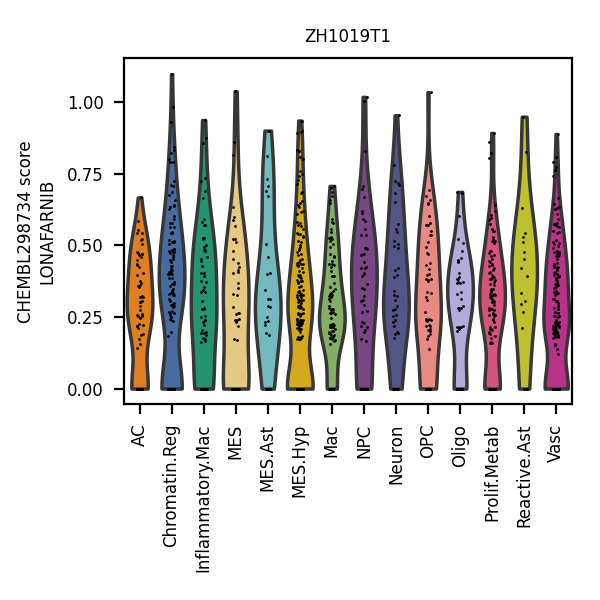 ZH1019T1
CHEMBL298734 score
LONAFARNIB
1.00
0.75
0.50
0.25
0.00
AC
Chromatin.Reg
Inflammatory.Mac
MES
MES.Ast
MES.Hyp
Mac
NPC
Neuron
OPC
Oligo
Prolif.Metab
Reactive.Ast
Vasc